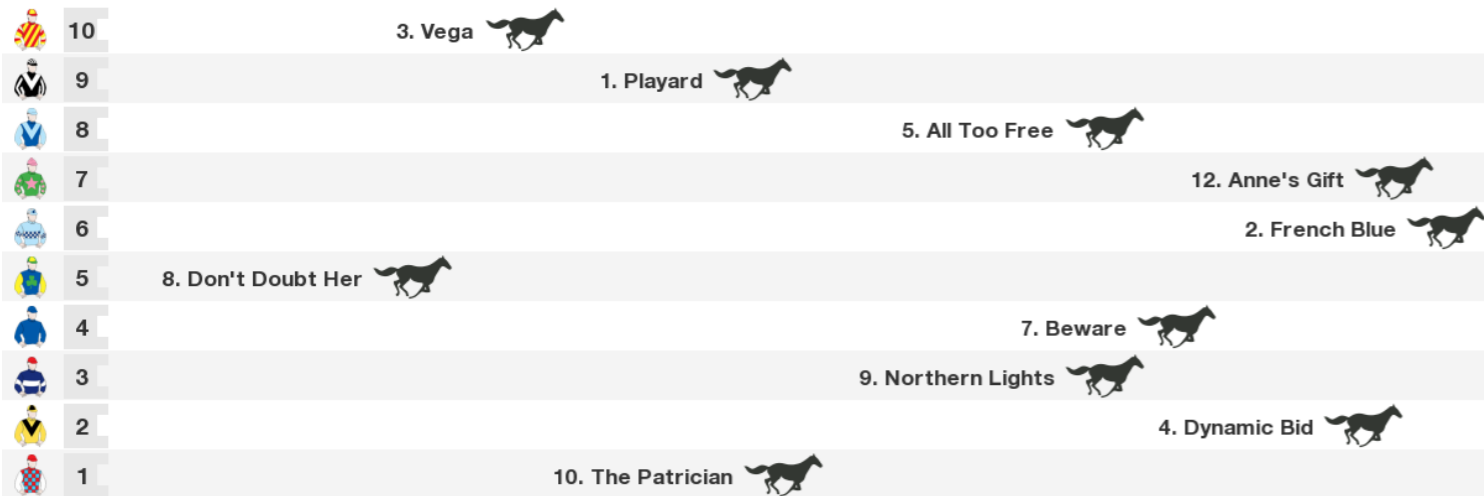 10 3. Vega
9 1. Playard
8 5. All Too Free
7 12. Anne's Gift
6 2. French Blue
5 8. Don't Doubt Her
4 7. Beware
3 9. Northern Lights
2 4. Dynamic Bid
1 10. The Patrician